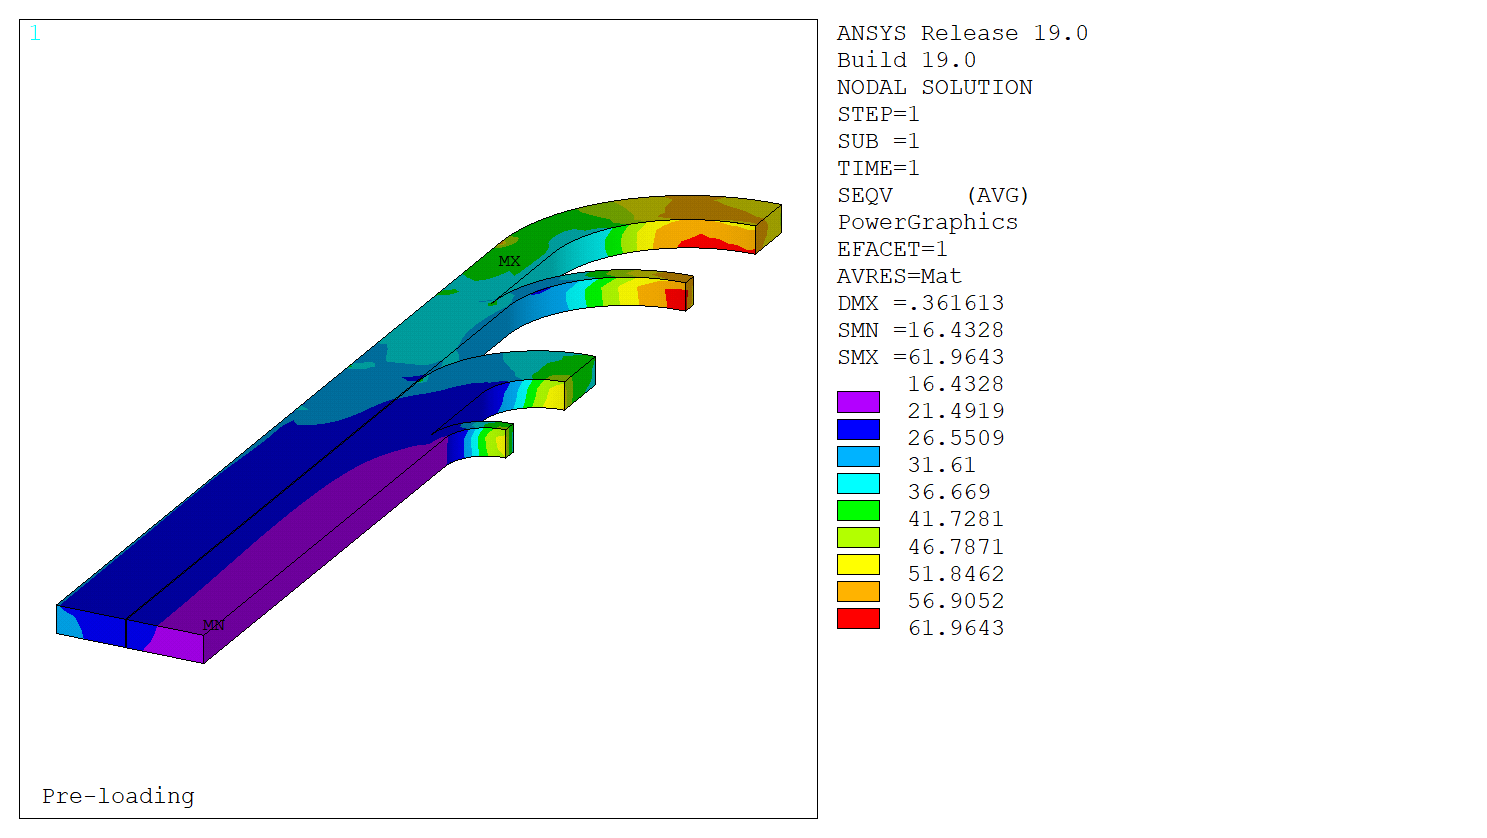 1
ANSYS Release 19.0
Build 19.0
NODAL SOLUTION
STEP=1
SUB =1
TIME=1
SEQV     (AVG)
PowerGraphics
EFACET=1
AVRES=Mat
DMX =.361613
SMN =16.4328
SMX =61.9643
16.4328
21.4919
26.5509
31.61
36.669
41.7281
46.7871
51.8462
56.9052
61.9643
MX
MN
Pre-loading